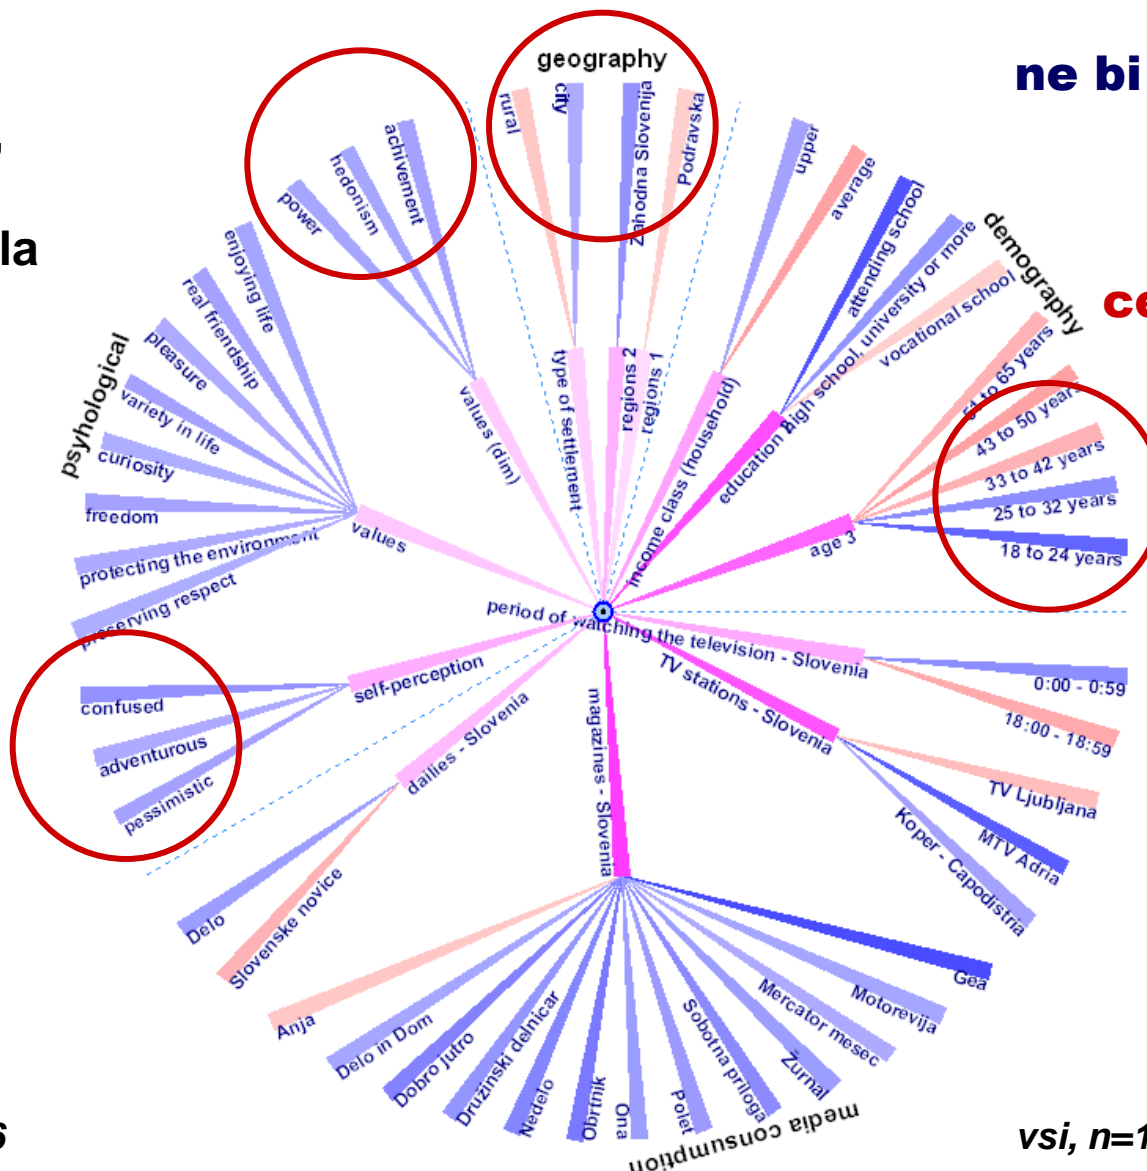 ne bi
la
ce
geography
rural
city
Zahodna Slovenija
Podravska
type of settlement
regions 2
regions 1
demography
upper
average
income class (household)
attending school
high school, university or more
vocational school
education 2
51 to 65 years
43 to 50 years
33 to 42 years
25 to 32 years
18 to 24 years
age 3
period of watching the television - Slovenia
0:00 - 0:59
18:00 - 18:59
TV stations - Slovenia
TV Ljubljana
MTV Adria
Koper - Capodistria
magazines - Slovenia
Gea
Motorevija
Mercator mesec
Žurnal
Sobotna priloga
Polet
Ona
Obrtnik
Nedelo
Družinski delničar
Dobro jutro
Delo in Dom
Anja
media consumption
dailies - Slovenia
Slovenske novice
Delo
self-perception
pessimistic
adventurous
confused
psyhological
values
preserving respect
protecting the environment
freedom
curiosity
variety in life
pleasure
real friendship
enjoying life
values (dim)
power
hedonism
achivement
6
vsi, n=1